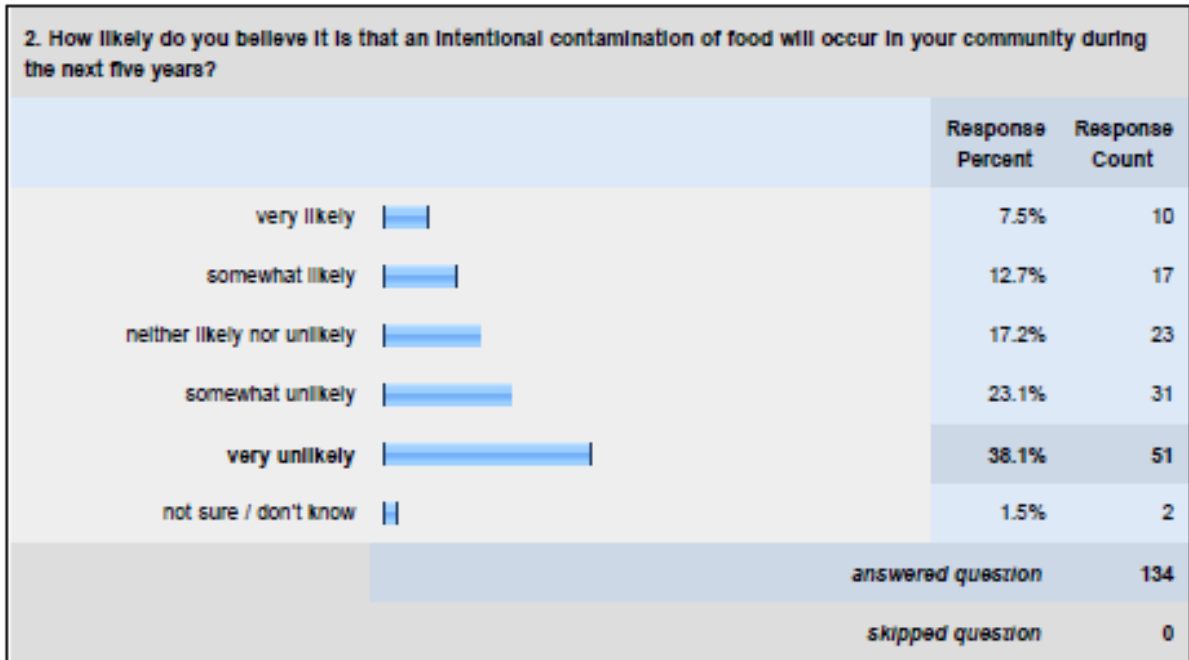 2. How likely do you believe it is that an intentional contamination of food will occur in your community during
the next five years?
Response Percent Response Count
very likely 7.5% 10
somewhat likely 12.7% 17
neither likely nor unlikely 17.2% 23
somewhat unlikely 23.1% 31
very unlikely 38.1% 51
not sure / don't know 1.5% 2
answered question 134
skipped question 0